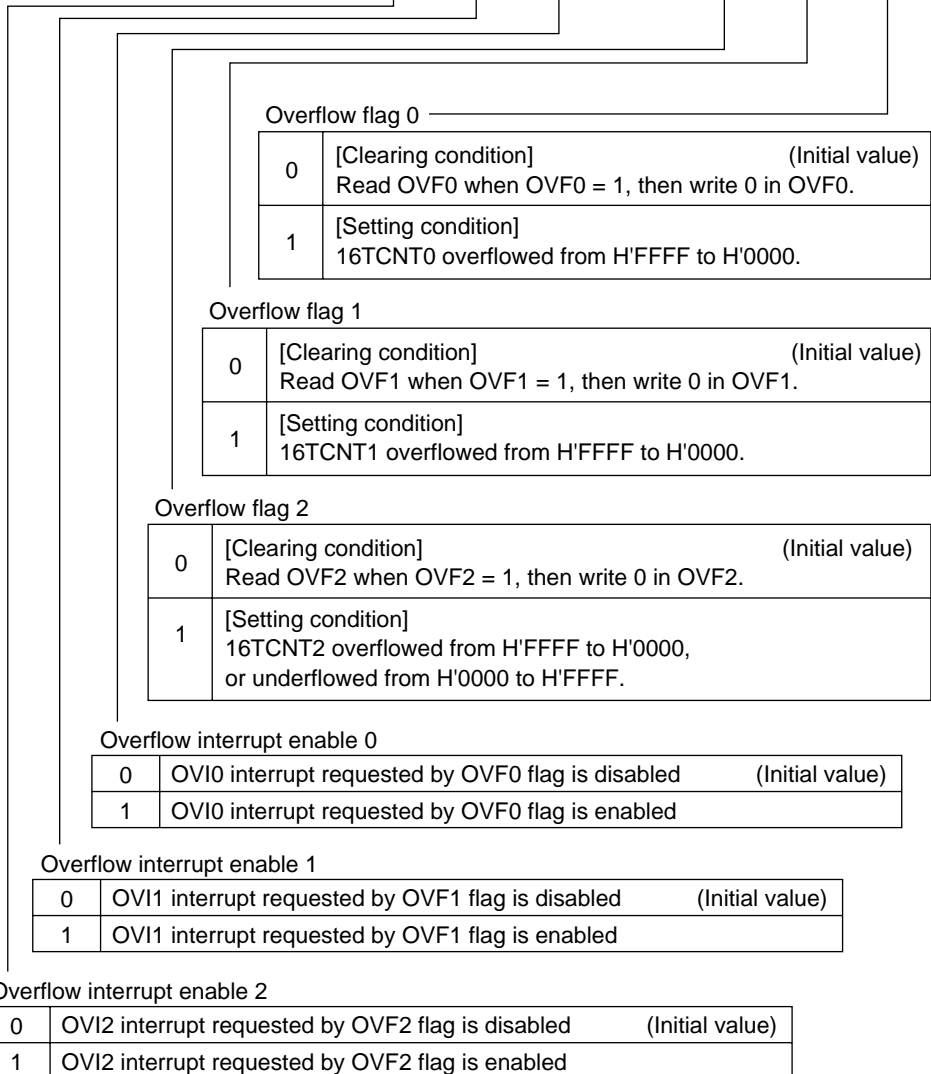 Overflow flag 0
0 [Clearing condition] (Initial value)
Read OVF0 when OVF0 = 1, then write 0 in OVF0.
1 [Setting condition]
16TCNT0 overflowed from H'FFFF to H'0000.
Overflow flag 1
0 [Clearing condition] (Initial value)
Read OVF1 when OVF1 = 1, then write 0 in OVF1.
1 [Setting condition]
16TCNT1 overflowed from H'FFFF to H'0000.
Overflow flag 2
0 [Clearing condition] (Initial value)
Read OVF2 when OVF2 = 1, then write 0 in OVF2.
1 [Setting condition]
16TCNT2 overflowed from H'FFFF to H'0000,
or underflowed from H'0000 to H'FFFF.
Overflow interrupt enable 0
0 OVI0 interrupt requested by OVF0 flag is disabled (Initial value)
1 OVI0 interrupt requested by OVF0 flag is enabled
Overflow interrupt enable 1
0 OVI1 interrupt requested by OVF1 flag is disabled (Initial value)
1 OVI1 interrupt requested by OVF1 flag is enabled
Overflow interrupt enable 2
0 OVI2 interrupt requested by OVF2 flag is disabled (Initial value)
1 OVI2 interrupt requested by OVF2 flag is enabled